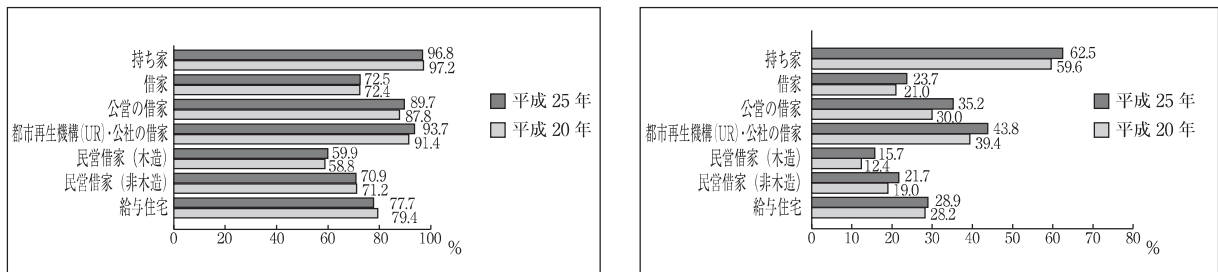 持ち家
96.8
97.2
借家
72.5
72.4
公営の借家
89.7
87.8
都市再生機構(UR)・公社の借家
93.7
91.4
民営借家（木造）
59.9
58.8
民営借家（非木造）
70.9
71.2
給与住宅
77.7
79.4
0 20 40 60 80 100 %
平成 25 年
平成 20 年
持ち家
62.5
59.6
借家
23.7
21.0
公営の借家
35.2
30.0
都市再生機構(UR)・公社の借家
43.8
39.4
民営借家（木造）
15.7
12.4
民営借家（非木造）
21.7
19.0
給与住宅
28.9
28.2
0 10 20 30 40 50 60 70 80 %
平成 25 年
平成 20 年